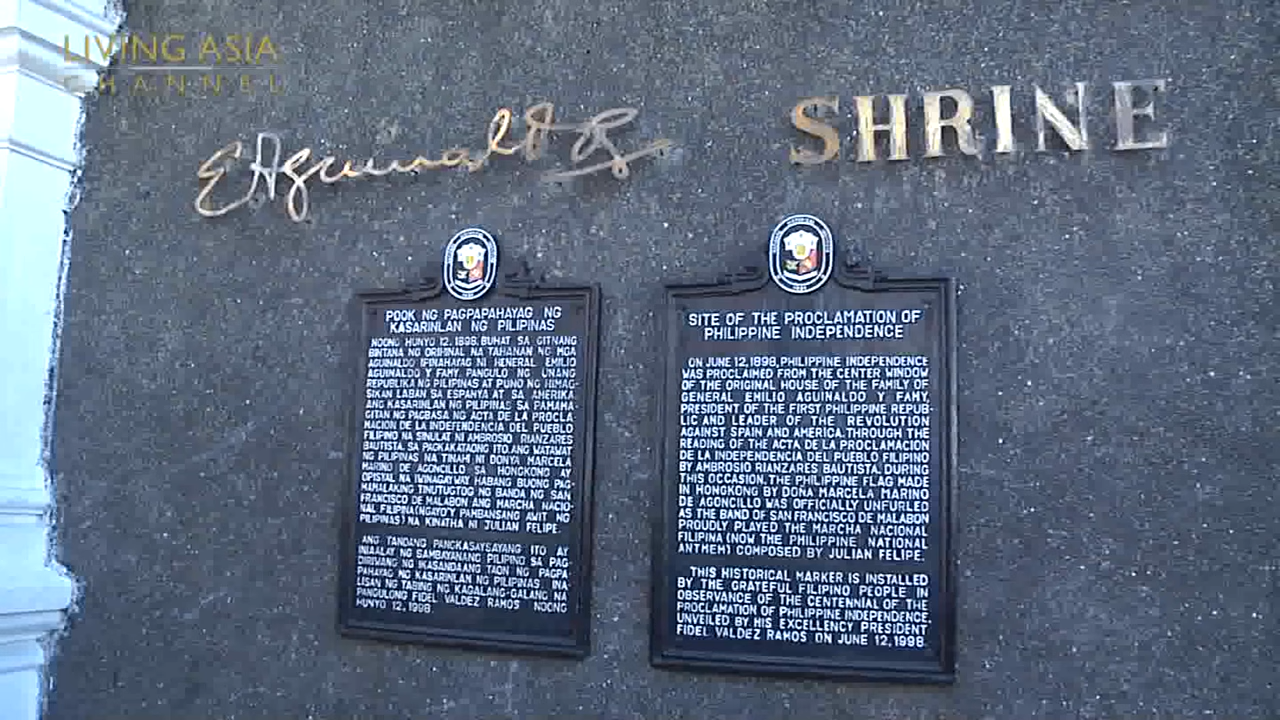 LIVING ASIA
CHANNEL
E Aguinaldo
SHRINE
POOK NG PAGPAPAHAYAG NG
KASARINLAN NG PILIPINAS
NOONG HUNYO 12, 1898, BUHAT SA GITNANG
BINTANA NG ORIHINAL NA TAHANAN NG MGA
AGUINALDO IPINAHAYAG NI HENERAL EMILIO
AGUINALDO Y FAMY, PANGULO NG UNANG
REPUBLIKA NG PILIPINAS AT PUNO NG HIMAG-
SIKAN LABAN SA ESPANYA AT SA AMERIKA,
ANG KASARINLAN NG PILIPINAS SA PAMAMA-
GITAN NG PAGBASA NG ACTA DE LA PROCLA-
MACION DE LA INDEPENDENCIA DEL PUEBLO
FILIPINO NA SINULAT NI AMBROSIO RIANZARES
BAUTISTA. SA PAGKAKATAONG ITO, ANG WATAWAT
NG PILIPINAS NA TINAHI NI DONYA MARCELA
MARINO DE AGONCILLO SA HONGKONG AY
OPISYAL NA IWINAGAYWAY HABANG BUONG PAG-
MAMALAKING TINUTUGTOG NG BANDA NG SAN
FRANCISCO DE MALABON ANG MARCHA NACIO-
NAL FILIPINA (NGAYO'Y PAMBANSANG AWIT NG
PILIPINAS) NA KINATHA NI JULIAN FELIPE.
ANG TANDANG PANGKASAYSAYANG ITO AY
INIAALAY NG SAMBAYANANG PILIPINO SA PAG-
DIRIWANG NG IKASANDAANG TAON NG PAGPA-
PAHAYAG NG KASARINLAN NG PILIPINAS. INA-
LISAN NG TABING NG KAGALANG-GALANG NA
PANGULONG FIDEL VALDEZ RAMOS NOONG
HUNYO 12, 1998.
SITE OF THE PROCLAMATION OF
PHILIPPINE INDEPENDENCE
ON JUNE 12, 1898, PHILIPPINE INDEPENDENCE
WAS PROCLAIMED FROM THE CENTER WINDOW
OF THE ORIGINAL HOUSE OF THE FAMILY OF
GENERAL EMILIO AGUINALDO Y FAMY,
PRESIDENT OF THE FIRST PHILIPPINE REPUB-
LIC AND LEADER OF THE REVOLUTION
AGAINST SPAIN AND AMERICA, THROUGH THE
READING OF THE ACTA DE LA PROCLAMACION
DE LA INDEPENDENCIA DEL PUEBLO FILIPINO
BY AMBROSIO RIANZARES BAUTISTA. DURING
THIS OCCASION, THE PHILIPPINE FLAG MADE
IN HONGKONG BY DOÑA MARCELA MARINO
DE AGONCILLO WAS OFFICIALLY UNFURLED
AS THE BAND OF SAN FRANCISCO DE MALABON
PROUDLY PLAYED THE MARCHA NACIONAL
FILIPINA (NOW THE PHILIPPINE NATIONAL
ANTHEM) COMPOSED BY JULIAN FELIPE.
THIS HISTORICAL MARKER IS INSTALLED
BY THE GRATEFUL FILIPINO PEOPLE IN
OBSERVANCE OF THE CENTENNIAL OF THE
PROCLAMATION OF PHILIPPINE INDEPENDENCE.
UNVEILED BY HIS EXCELLENCY PRESIDENT
FIDEL VALDEZ RAMOS ON JUNE 12, 1998.